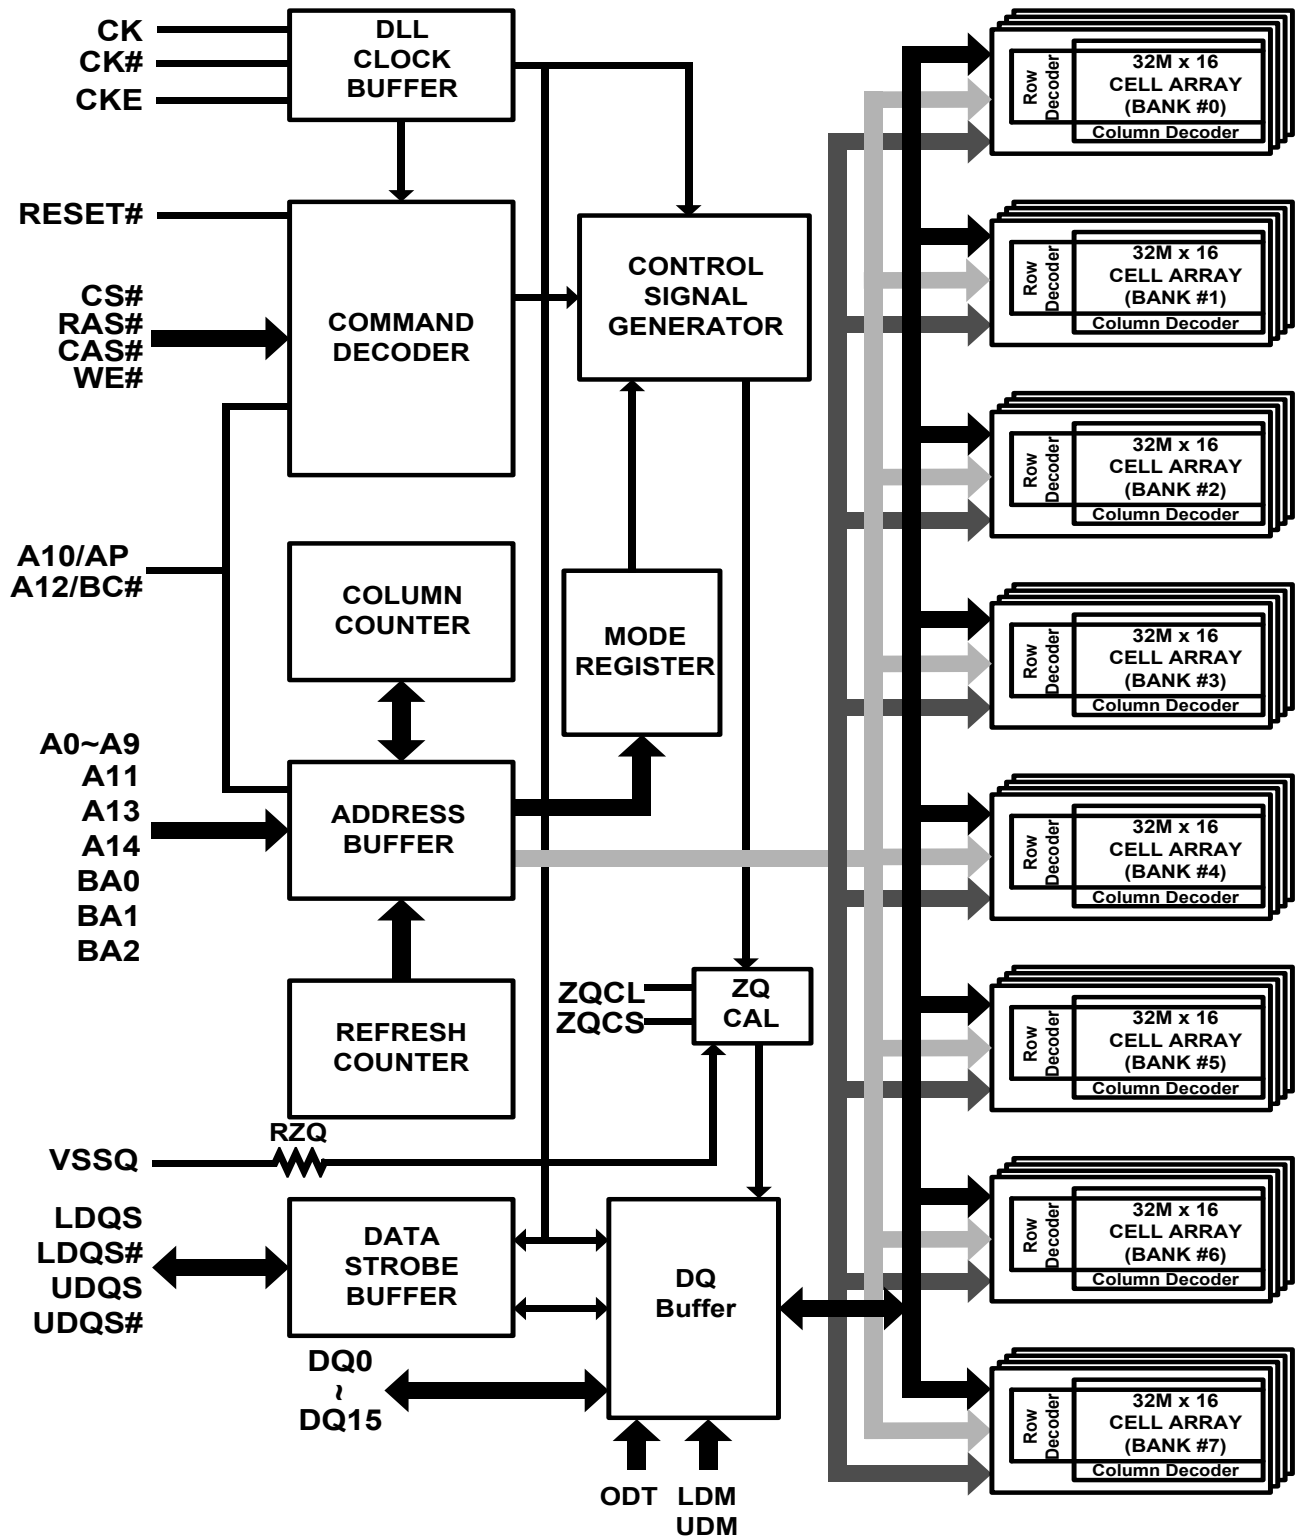 CK
CK#
CKE
DLL
CLOCK
BUFFER
RESET#
CS#
RAS#
CAS#
WE#
COMMAND
DECODER
CONTROL
SIGNAL
GENERATOR
A10/AP
A12/BC#
COLUMN
COUNTER
MODE
REGISTER
A0~A9
A11
A13
A14
BA0
BA1
BA2
ADDRESS
BUFFER
REFRESH
COUNTER
ZQCL
ZQCS
ZQ
CAL
RZQ
VSSQ
LDQS
LDQS#
UDQS
UDQS#
DATA
STROBE
BUFFER
DQ
Buffer
DQ0
~
DQ15
ODT
LDM
UDM
Row
Decoder
32M x 16
CELL ARRAY
(BANK #0)
Column Decoder
Row
Decoder
32M x 16
CELL ARRAY
(BANK #1)
Column Decoder
Row
Decoder
32M x 16
CELL ARRAY
(BANK #2)
Column Decoder
Row
Decoder
32M x 16
CELL ARRAY
(BANK #3)
Column Decoder
Row
Decoder
32M x 16
CELL ARRAY
(BANK #4)
Column Decoder
Row
Decoder
32M x 16
CELL ARRAY
(BANK #5)
Column Decoder
Row
Decoder
32M x 16
CELL ARRAY
(BANK #6)
Column Decoder
Row
Decoder
32M x 16
CELL ARRAY
(BANK #7)
Column Decoder